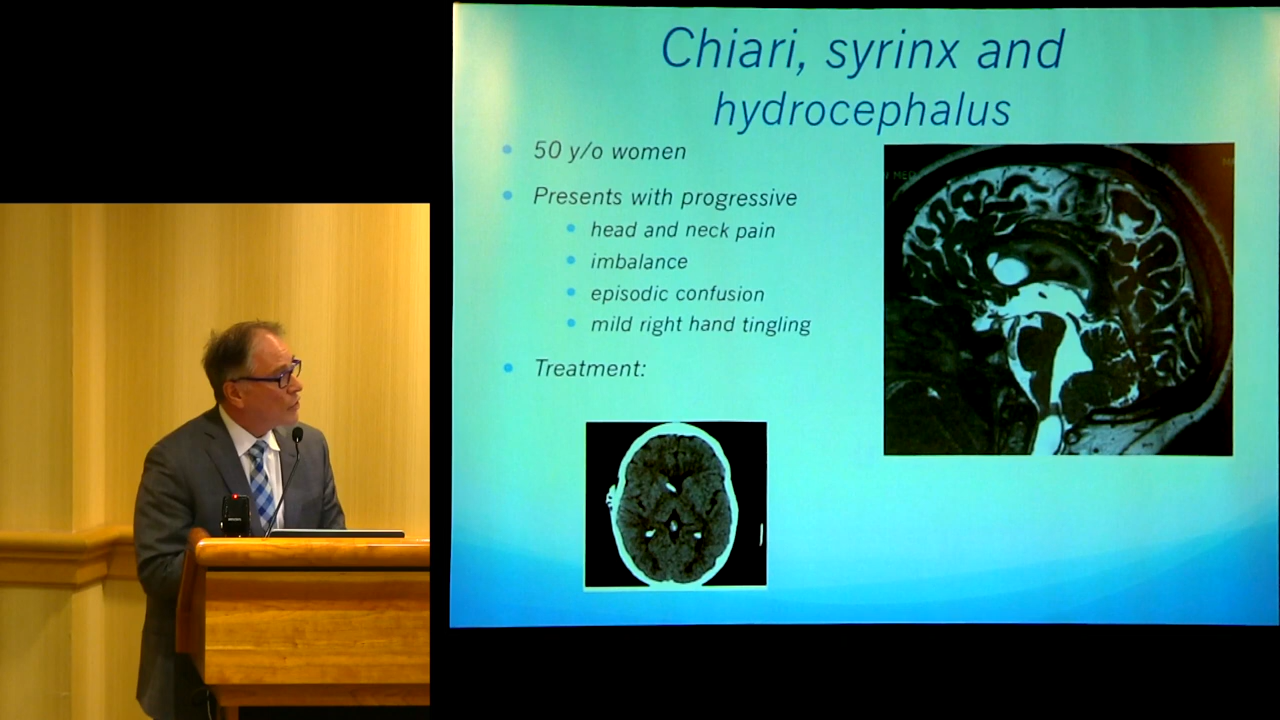 Chiari, syrinx and
hydrocephalus
50 y/o women
Presents with progressive
head and neck pain
imbalance
episodic confusion
mild right hand tingling
Treatment:
MED